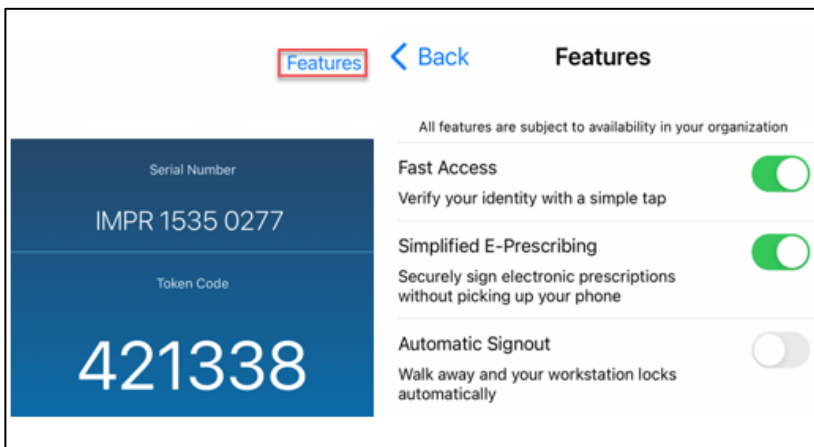 Features
Serial Number
IMPR 1535 0277
Token Code
421338
Back
Features
All features are subject to availability in your organization
Fast Access
Verify your identity with a simple tap
Simplified E-Prescribing
Securely sign electronic prescriptions
without picking up your phone
Automatic Signout
Walk away and your workstation locks
automatically